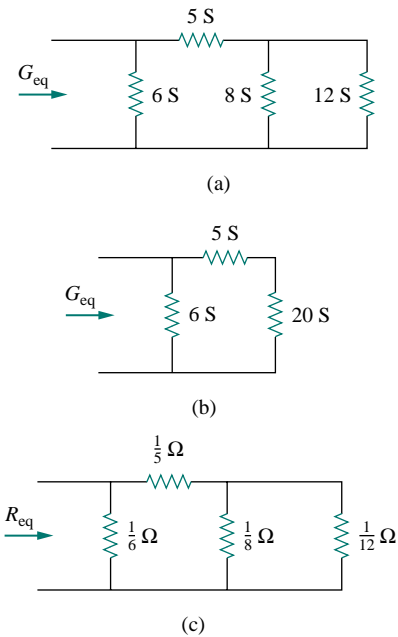 5 S
G_eq
6 S 8 S 12 S
(a)
5 S
G_eq
6 S 20 S
(b)
1/5 Ω
R_eq
1/6 Ω 1/8 Ω 1/12 Ω
(c)